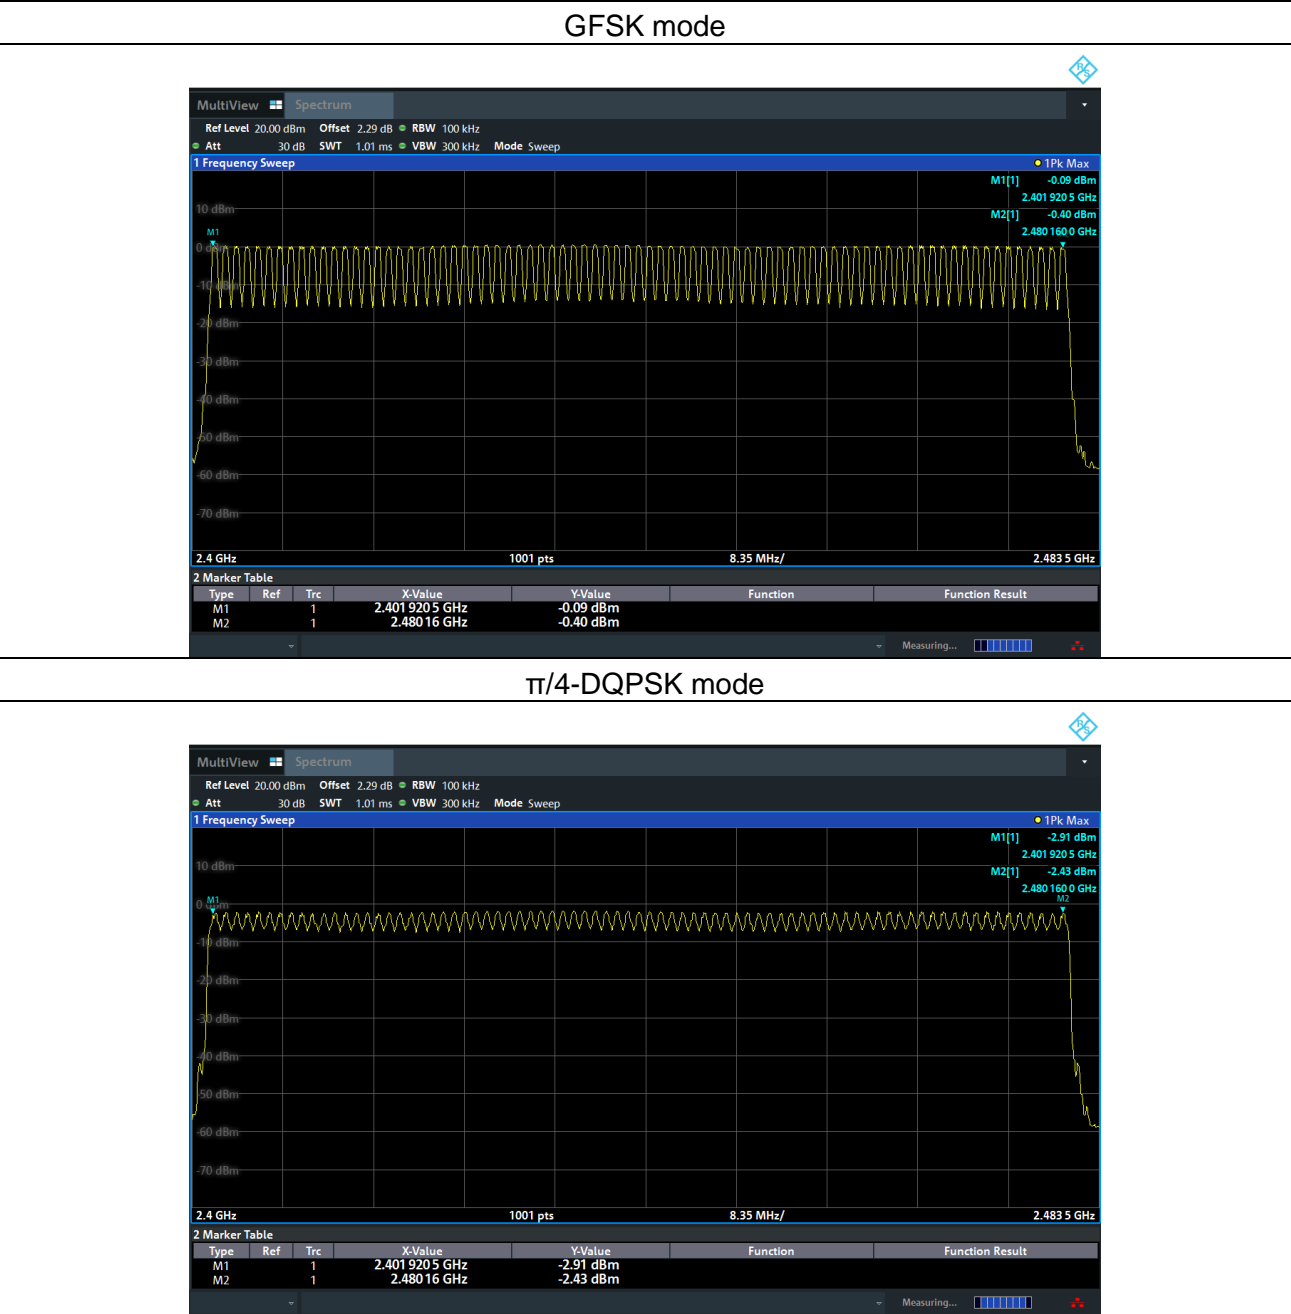 GFSK mode
R&S
MultiView Spectrum
Ref Level 20.00 dBm Offset 2.29 dB RBW 100 kHz
Att 30 dB SWT 1.01 ms VBW 300 kHz Mode Sweep
1 Frequency Sweep 1Pk Max
M1[1] -0.09 dBm
2.401 920 5 GHz
10 dBm
M2[1] -0.40 dBm
M1 2.480 160 0 GHz
0 dBm
-10 dBm
-20 dBm
-30 dBm
-40 dBm
-50 dBm
-60 dBm
-70 dBm
2.4 GHz 1001 pts 8.35 MHz/ 2.483 5 GHz
2 Marker Table
Type Ref Trc X-Value Y-Value Function Function Result
M1 1 2.401 920 5 GHz -0.09 dBm
M2 1 2.480 16 GHz -0.40 dBm
Measuring...
π/4-DQPSK mode
R&S
MultiView Spectrum
Ref Level 20.00 dBm Offset 2.29 dB RBW 100 kHz
Att 30 dB SWT 1.01 ms VBW 300 kHz Mode Sweep
1 Frequency Sweep 1Pk Max
M1[1] -2.91 dBm
2.401 920 5 GHz
10 dBm
M2[1] -2.43 dBm
2.480 160 0 GHz
M1 M2
0 dBm
-10 dBm
-20 dBm
-30 dBm
-40 dBm
-50 dBm
-60 dBm
-70 dBm
2.4 GHz 1001 pts 8.35 MHz/ 2.483 5 GHz
2 Marker Table
Type Ref Trc X-Value Y-Value Function Function Result
M1 1 2.401 920 5 GHz -2.91 dBm
M2 1 2.480 16 GHz -2.43 dBm
Measuring...